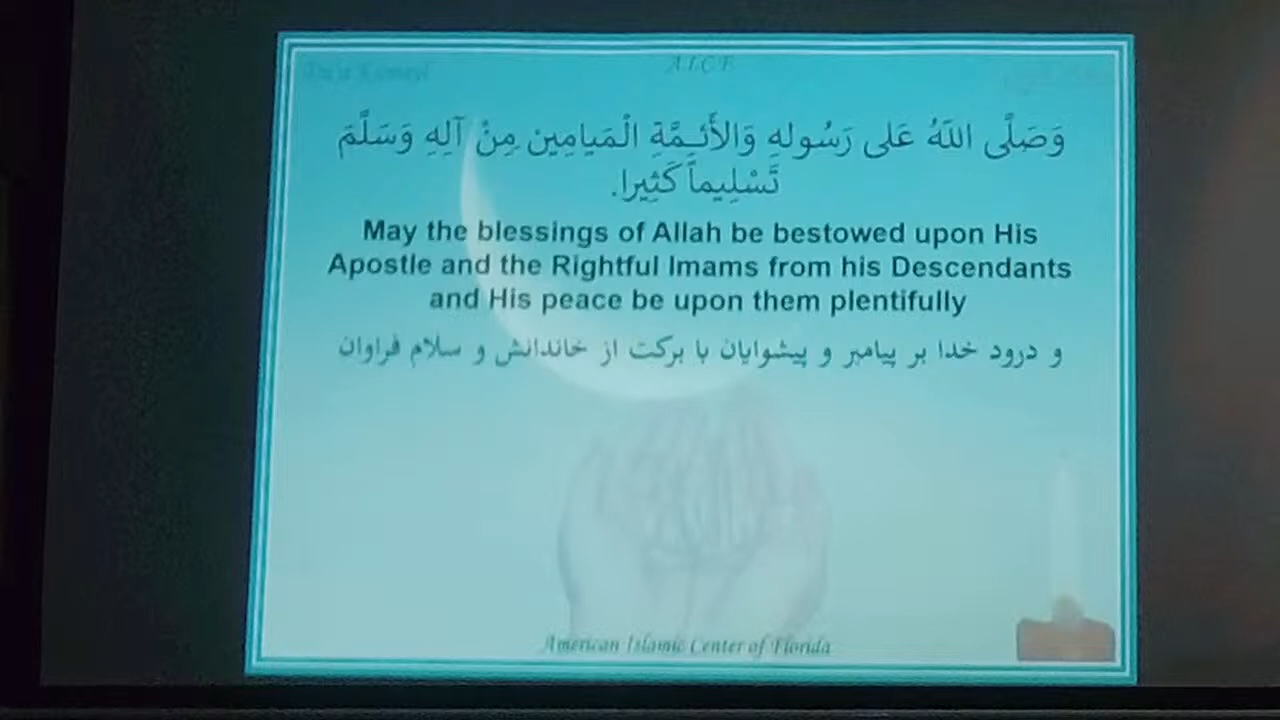 Du'a Kumayl
A.I.C.F
وَصَلَّى اللهُ عَلى رَسُولِهِ وَالأَئِـمَّةِ الْمَيامِين مِنْ آلِهِ وَسَلَّمَ
تَسْلِيماً كَثِيرا.
May the blessings of Allah be bestowed upon His
Apostle and the Rightful Imams from his Descendants
and His peace be upon them plentifully
و درود خدا بر پیامبر و پیشوایان با برکت از خاندانش و سلام فراوان
American Islamic Center of Florida